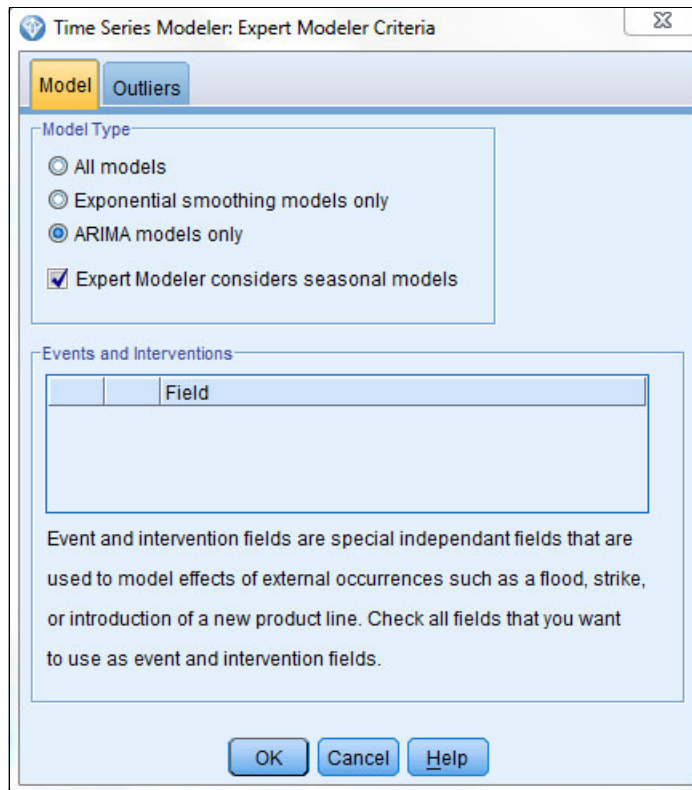 Time Series Modeler: Expert Modeler Criteria
Model
Outliers
Model Type
All models
Exponential smoothing models only
ARIMA models only
Expert Modeler considers seasonal models
Events and Interventions
Field
Event and intervention fields are special independant fields that are
used to model effects of external occurrences such as a flood, strike,
or introduction of a new product line. Check all fields that you want
to use as event and intervention fields.
OK
Cancel
Help